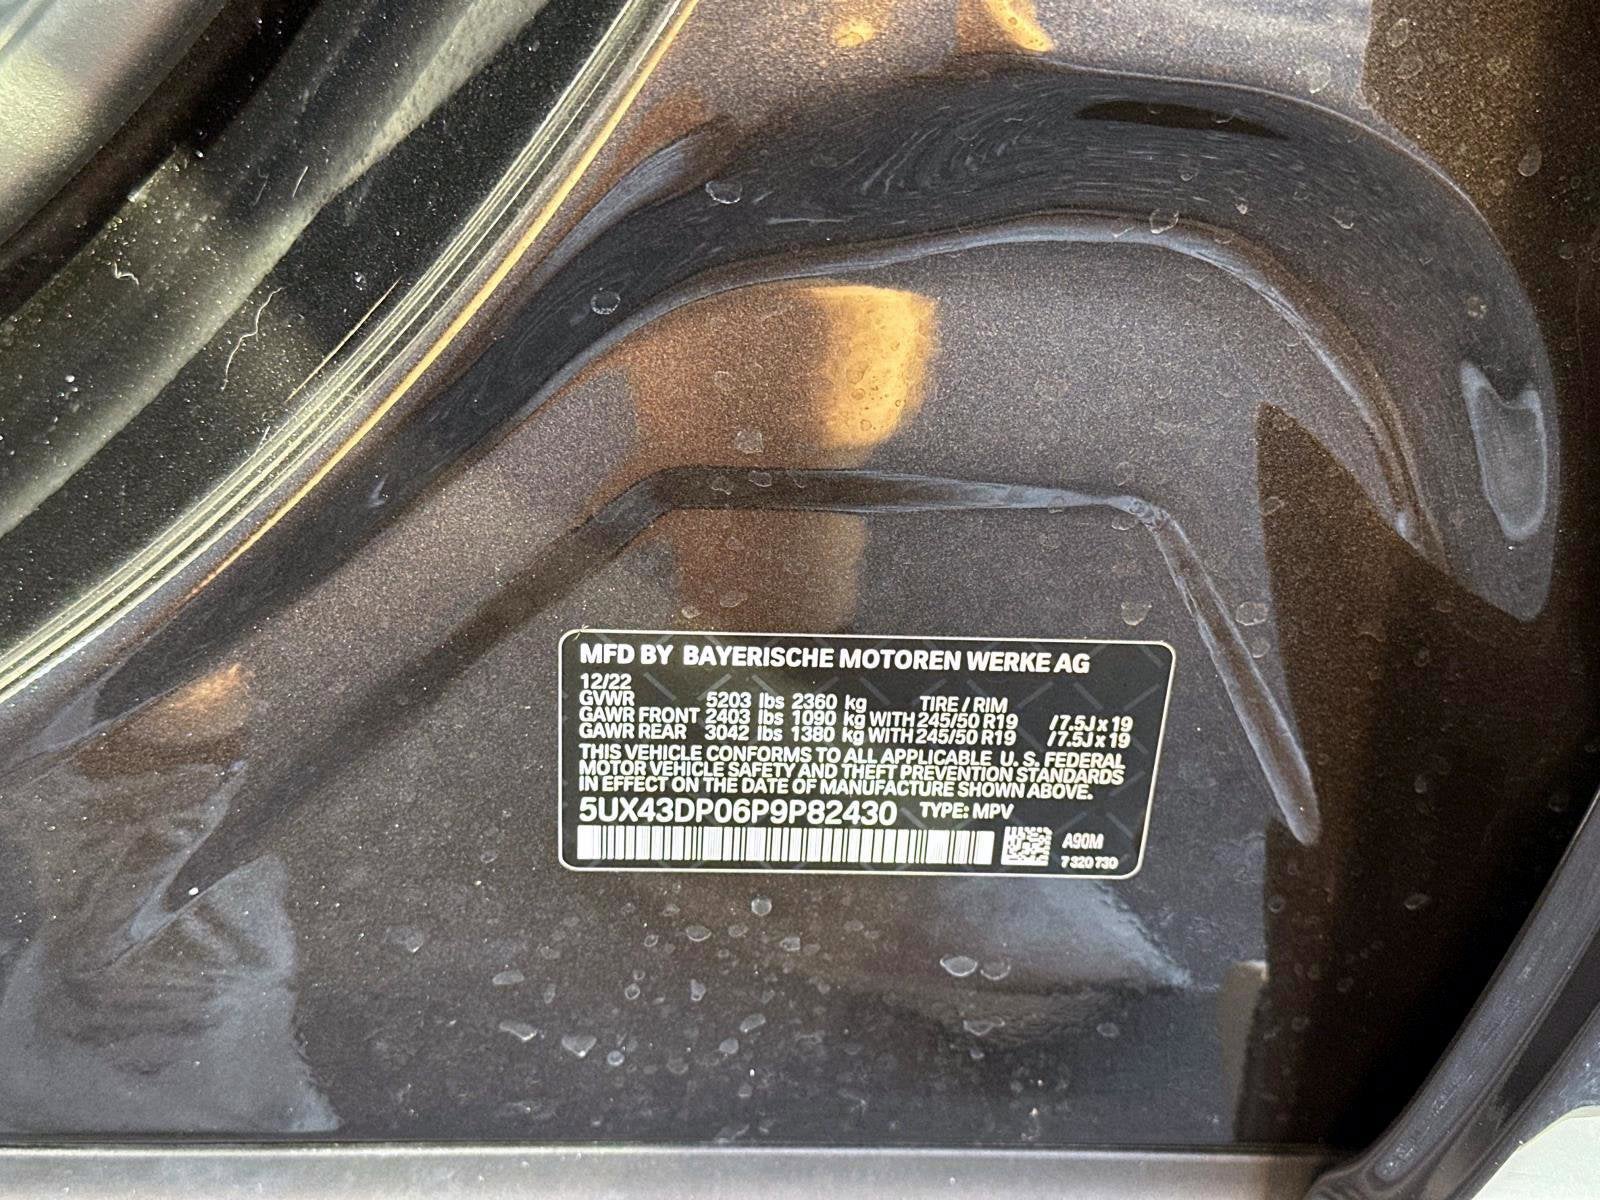 MFD BY BAYERISCHE MOTOREN WERKE AG
12/22
GVWR 5203 lbs 2360 kg TIRE / RIM
GAWR FRONT 2403 lbs 1090 kg WITH 245/50 R19 /7.5J x 19
GAWR REAR 3042 lbs 1380 kg WITH 245/50 R19 /7.5J x 19
THIS VEHICLE CONFORMS TO ALL APPLICABLE U. S. FEDERAL
MOTOR VEHICLE SAFETY AND THEFT PREVENTION STANDARDS
IN EFFECT ON THE DATE OF MANUFACTURE SHOWN ABOVE.
5UX43DP06P9P82430 TYPE: MPV
A90M
7 320 730